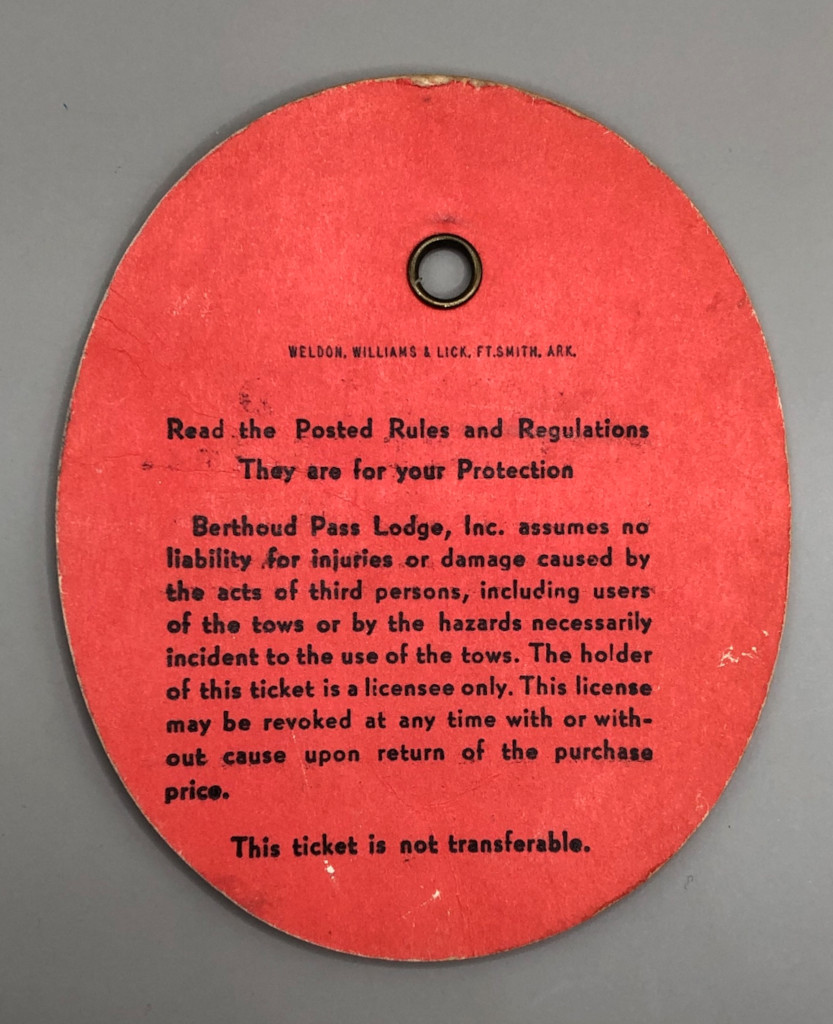 WELDON, WILLIAMS & LICK, FT.SMITH, ARK.
Read the Posted Rules and Regulations
They are for your Protection
Berthoud Pass Lodge, Inc. assumes no
liability for injuries or damage caused by
the acts of third persons, including users
of the tows or by the hazards necessarily
incident to the use of the tows. The holder
of this ticket is a licensee only. This license
may be revoked at any time with or with-
out cause upon return of the purchase
price.
This ticket is not transferable.